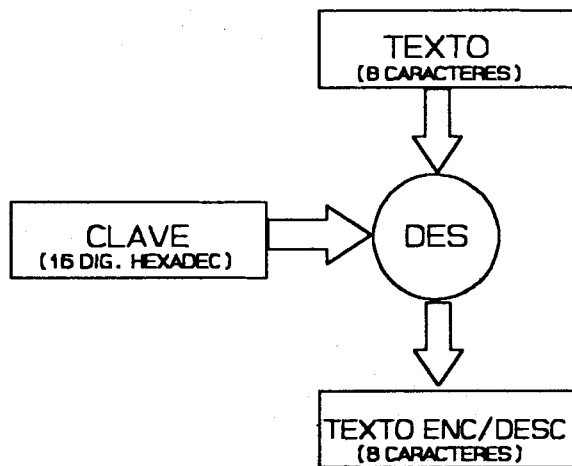 TEXTO
(8 CARACTERES)
CLAVE
(16 DIG. HEXADEC)
DES
TEXTO ENC/DESC
(8 CARACTERES)